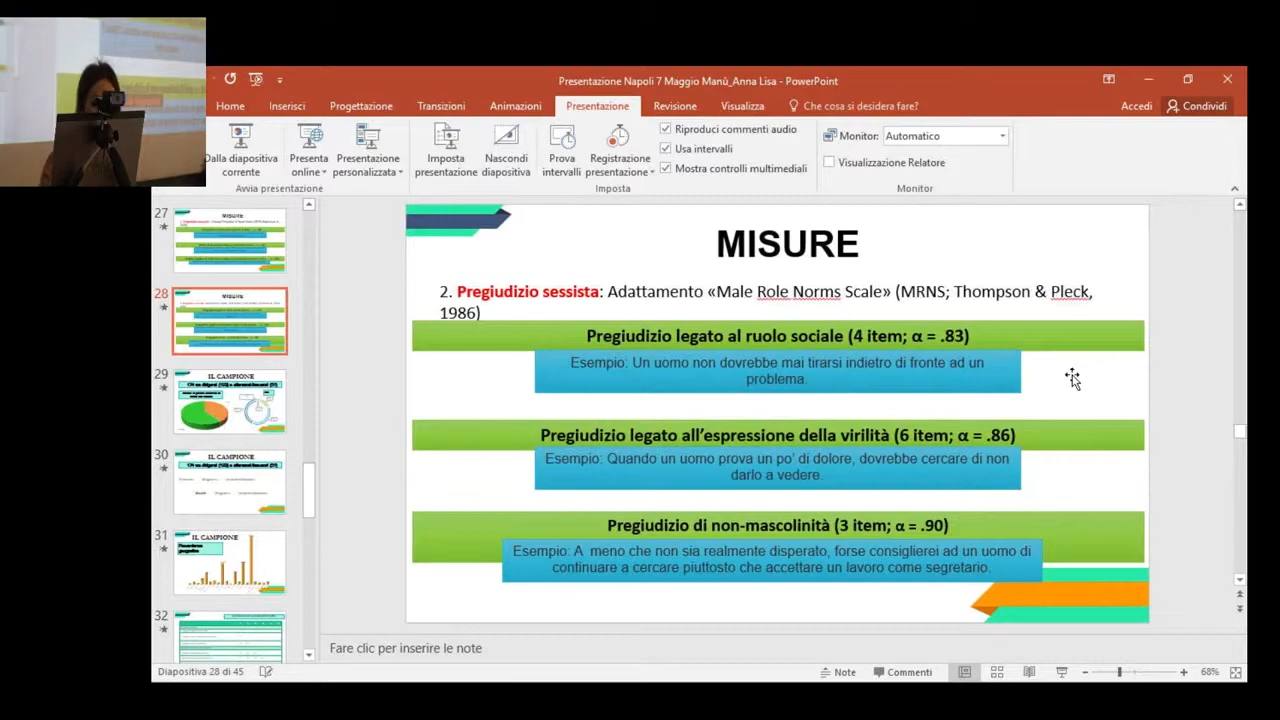 Presentazione Napoli 7 Maggio Manù_Anna Lisa - PowerPoint
Home Inserisci Progettazione Transizioni Animazioni Presentazione Revisione Visualizza Che cosa si desidera fare? Accedi Condividi
Dalla diapositiva corrente
Presenta online
Presentazione personalizzata
Imposta presentazione
Nascondi diapositiva
Prova intervalli
Registrazione presentazione
Riproduci commenti audio
Usa intervalli
Mostra controlli multimediali
Monitor: Automatico
Visualizzazione Relatore
Avvia presentazione
Imposta
Monitor
27
MISURE
28
MISURE
29
IL CAMPIONE
30
IL CAMPIONE
31
IL CAMPIONE
32
MISURE
2. Pregiudizio sessista: Adattamento «Male Role Norms Scale» (MRNS; Thompson & Pleck,
1986)
Pregiudizio legato al ruolo sociale (4 item; α = .83)
Esempio: Un uomo non dovrebbe mai tirarsi indietro di fronte ad un
problema.
Pregiudizio legato all'espressione della virilità (6 item; α = .86)
Esempio: Quando un uomo prova un po' di dolore, dovrebbe cercare di non
darlo a vedere.
Pregiudizio di non-mascolinità (3 item; α = .90)
Esempio: A meno che non sia realmente disperato, forse consiglierei ad un uomo di
continuare a cercare piuttosto che accettare un lavoro come segretario.
Fare clic per inserire le note
Diapositiva 28 di 45
Note Commenti 68%